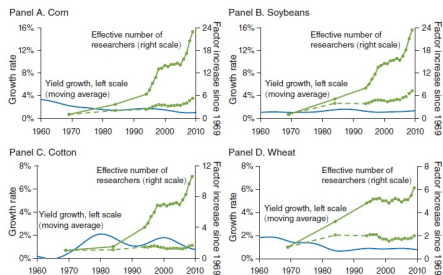 Panel A. Corn
16%
12%
8%
4%
0%
Growth rate
Effective number of
researchers (right scale)
Yield growth, left scale
(moving average)
24
18
12
6
0
Factor increase since 1969
1960 1970 1980 1990 2000 2010
Panel B. Soybeans
16%
12%
8%
4%
0%
Growth rate
Effective number of
researchers (right scale)
Yield growth, left scale
(moving average)
24
18
12
6
0
Factor increase since 1969
1960 1970 1980 1990 2000 2010
Panel C. Cotton
8%
6%
4%
2%
0%
Growth rate
Effective number of
researchers (right scale)
Yield growth, left scale
(moving average)
12
8
4
0
Factor increase since 1969
1960 1970 1980 1990 2000 2010
Panel D. Wheat
8%
6%
4%
2%
0%
Growth rate
Effective number of
researchers (right scale)
Yield growth, left scale
(moving average)
8
6
4
2
0
Factor increase since 1969
1960 1970 1980 1990 2000 2010